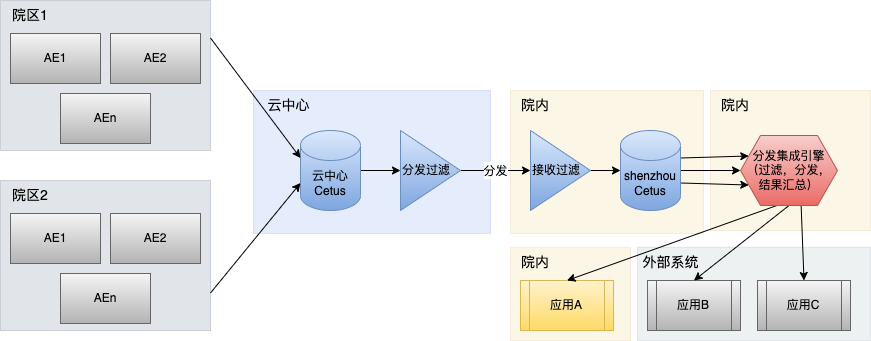 院区1
AE1
AE2
AEn
院区2
AE1
AE2
AEn
云中心
云中心
Cetus
分发过滤
分发
院内
接收过滤
shenzhou
Cetus
院内
分发集成引擎
(过滤，分发，
结果汇总)
院内
应用A
外部系统
应用B
应用C